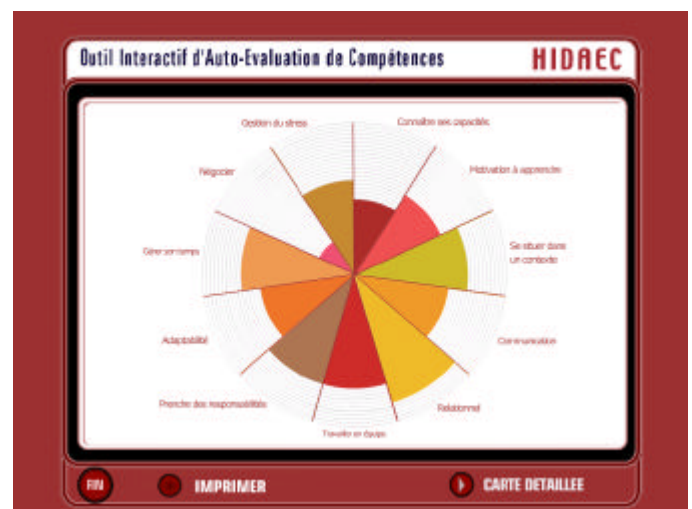 Outil Interactif d'Auto-Evaluation de Compétences
HIDAEC
Gestion du stress
Connaître ses capacités
Négocier
Motivation à apprendre
Gérer son temps
Se situer dans
un contexte
Adaptabilité
Communication
Prendre des responsabilités
Relationnel
Travailler en équipe
FIN
IMPRIMER
CARTE DETAILLEE